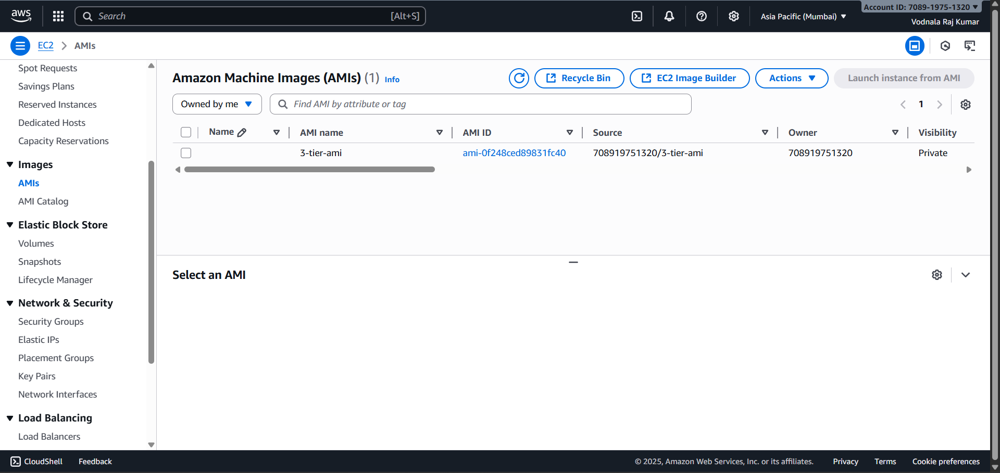 aws
Search [Alt+S]
Asia Pacific (Mumbai)
Account ID: 7089-1975-1320
Vodnala Raj Kumar
EC2 AMIs
Spot Requests
Savings Plans
Reserved Instances
Dedicated Hosts
Capacity Reservations
Images
AMIs
AMI Catalog
Elastic Block Store
Volumes
Snapshots
Lifecycle Manager
Network & Security
Security Groups
Elastic IPs
Placement Groups
Key Pairs
Network Interfaces
Load Balancing
Load Balancers
Amazon Machine Images (AMIs) (1) Info
Recycle Bin
EC2 Image Builder
Actions
Launch instance from AMI
Owned by me
Find AMI by attribute or tag
1
Name AMI name AMI ID Source Owner Visibility
3-tier-ami ami-0f248ced89831fc40 708919751320/3-tier-ami 708919751320 Private
Select an AMI
CloudShell Feedback © 2025, Amazon Web Services, Inc. or its affiliates. Privacy Terms Cookie preferences